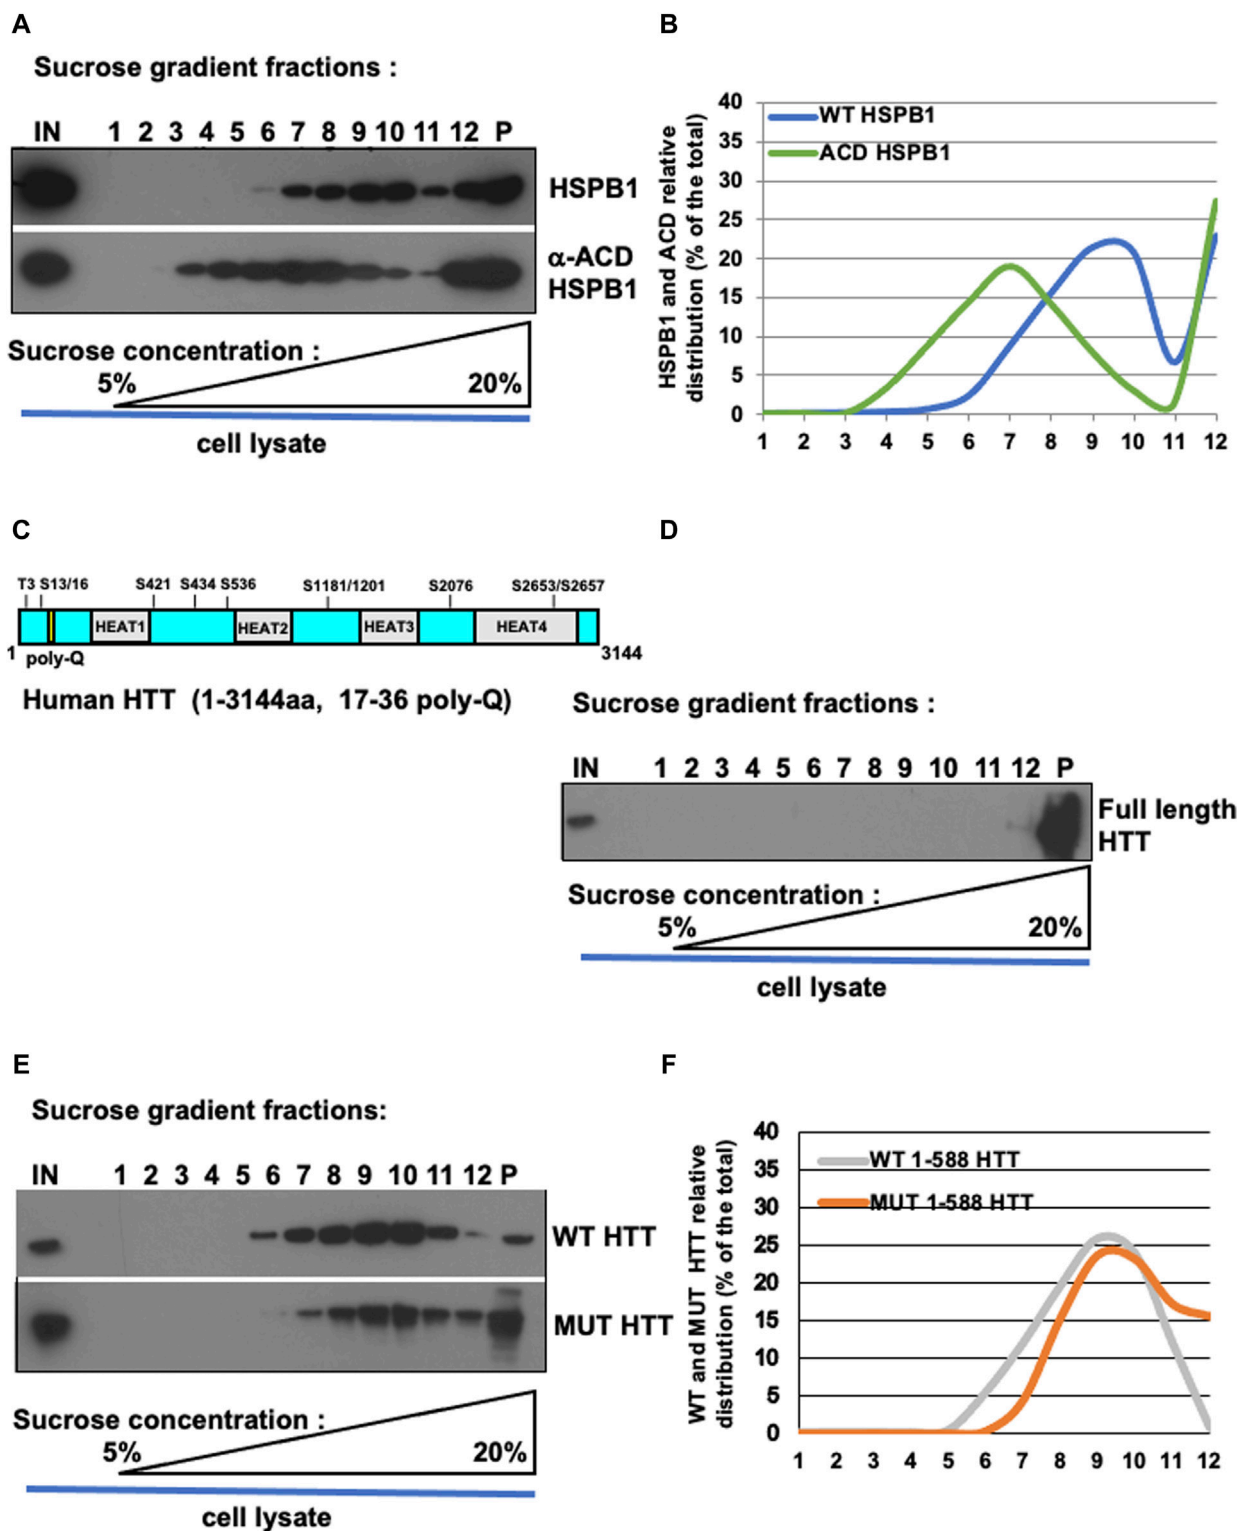 A
Sucrose gradient fractions :
IN 1 2 3 4 5 6 7 8 9 10 11 12 P
HSPB1
α-ACD
HSPB1
Sucrose concentration :
5% 20%
cell lysate
B
HSPB1 and ACD relative
distribution (% of the total)
40
35
30
25
20
15
10
5
0
WT HSPB1
ACD HSPB1
1 2 3 4 5 6 7 8 9 10 11 12
C
T3 S13/16 S421 S434 S536 S1181/1201 S2076 S2653/S2657
HEAT1 HEAT2 HEAT3 HEAT4
1 poly-Q 3144
Human HTT (1-3144aa, 17-36 poly-Q)
D
Sucrose gradient fractions :
IN 1 2 3 4 5 6 7 8 9 10 11 12 P
Full length
HTT
Sucrose concentration :
5% 20%
cell lysate
E
Sucrose gradient fractions:
IN 1 2 3 4 5 6 7 8 9 10 11 12 P
WT HTT
MUT HTT
Sucrose concentration :
5% 20%
cell lysate
F
WT and MUT HTT relative
distribution (% of the total)
40
35
30
25
20
15
10
5
0
WT 1-588 HTT
MUT 1-588 HTT
1 2 3 4 5 6 7 8 9 10 11 12